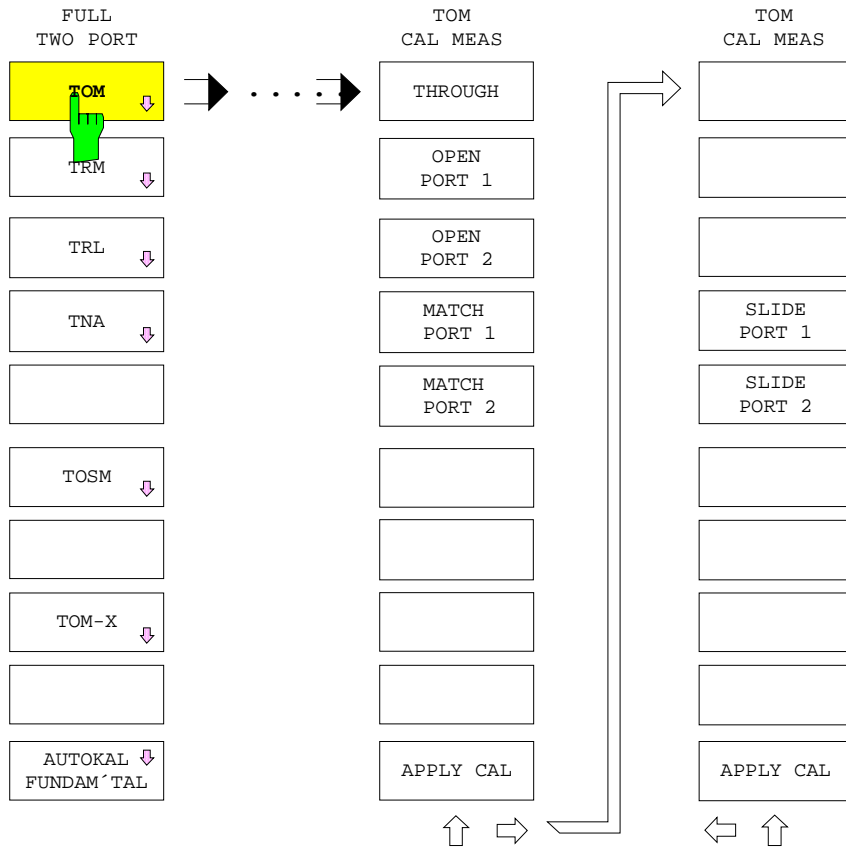 FULL
TWO PORT
TOM
TRM
TRL
TNA
TOSM
TOM-X
AUTOKAL
FUNDAM´TAL
TOM
CAL MEAS
THROUGH
OPEN
PORT 1
OPEN
PORT 2
MATCH
PORT 1
MATCH
PORT 2
APPLY CAL
TOM
CAL MEAS
SLIDE
PORT 1
SLIDE
PORT 2
APPLY CAL